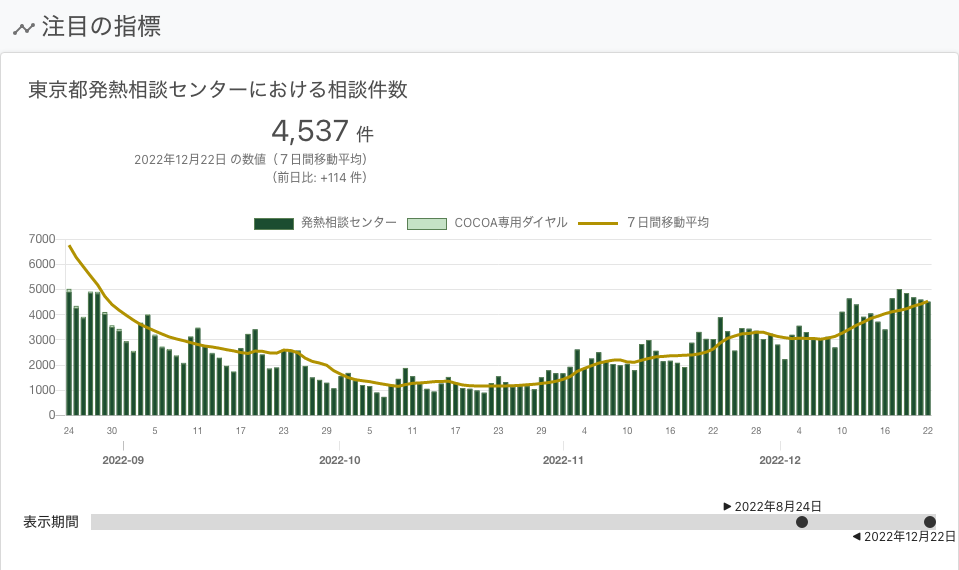 注目の指標
東京都発熱相談センターにおける相談件数
4,537 件
2022年12月22日 の数値（７日間移動平均）
（前日比: +114 件）
発熱相談センター COCOA専用ダイヤル ７日間移動平均
7000
6000
5000
4000
3000
2000
1000
0
24 30 5 11 17 23 29 5 11 17 23 29 4 10 16 22 28 4 10 16 22
2022-09 2022-10 2022-11 2022-12
▶ 2022年8月24日
表示期間
◀ 2022年12月22日